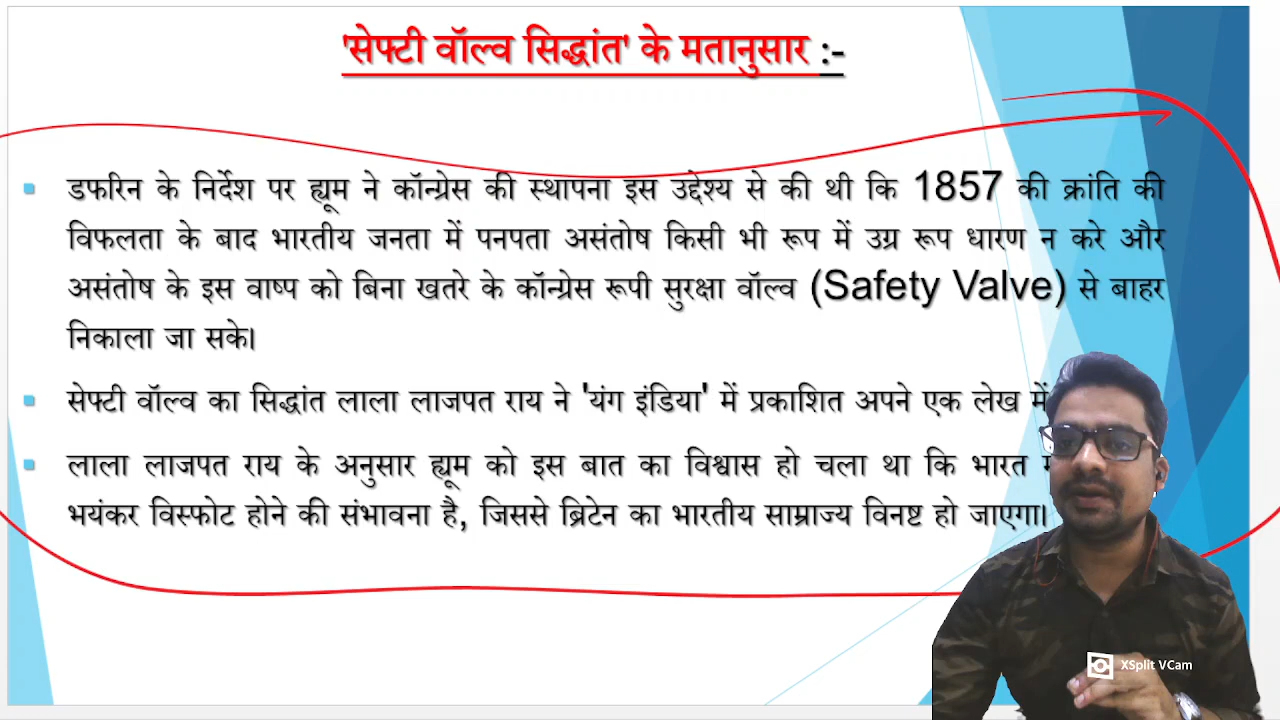 'सेफ्टी वॉल्व सिद्धांत' के मतानुसार :-
डफरिन के निर्देश पर ह्यूम ने कॉन्ग्रेस की स्थापना इस उद्देश्य से की थी कि 1857 की क्रांति की
विफलता के बाद भारतीय जनता में पनपता असंतोष किसी भी रूप में उग्र रूप धारण न करे और
असंतोष के इस वाष्प को बिना खतरे के कॉन्ग्रेस रूपी सुरक्षा वॉल्व (Safety Valve) से बाहर
निकाला जा सके।
सेफ्टी वॉल्व का सिद्धांत लाला लाजपत राय ने 'यंग इंडिया' में प्रकाशित अपने एक लेख में
लाला लाजपत राय के अनुसार ह्यूम को इस बात का विश्वास हो चला था कि भारत
भयंकर विस्फोट होने की संभावना है, जिससे ब्रिटेन का भारतीय साम्राज्य विनष्ट हो जाएगा।
XSplit VCam